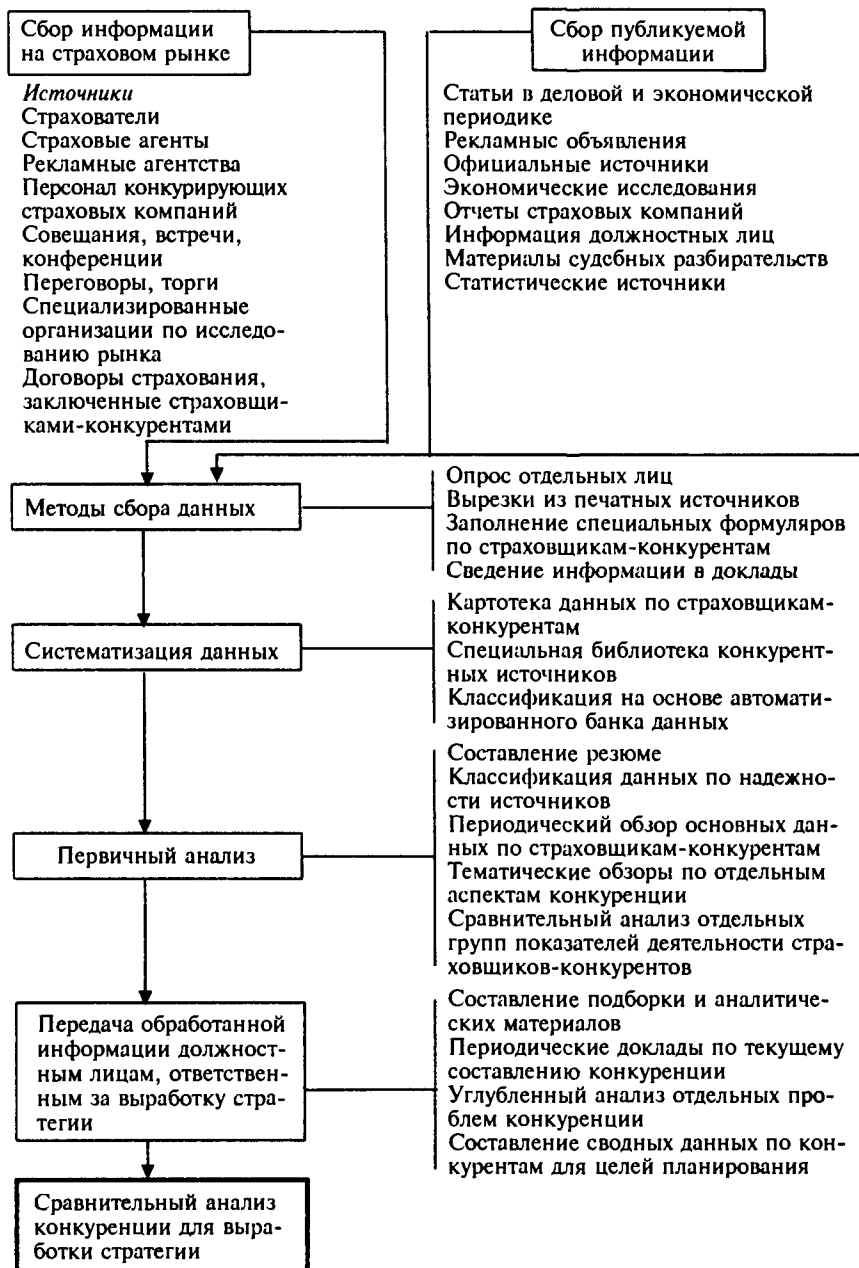 Сбор информации
на страховом рынке
Источники
Страхователи
Страховые агенты
Рекламные агентства
Персонал конкурирующих
страховых компаний
Совещания, встречи,
конференции
Переговоры, торги
Специализированные
организации по исследо-
ванию рынка
Договоры страхования,
заключенные страховщи-
ками-конкурентами
Сбор публикуемой
информации
Статьи в деловой и экономической
периодике
Рекламные объявления
Официальные источники
Экономические исследования
Отчеты страховых компаний
Информация должностных лиц
Материалы судебных разбирательств
Статистические источники
Методы сбора данных
Опрос отдельных лиц
Вырезки из печатных источников
Заполнение специальных формуляров
по страховщикам-конкурентам
Сведение информации в доклады
Систематизация данных
Картотека данных по страховщикам-
конкурентам
Специальная библиотека конкурент-
ных источников
Классификация на основе автомати-
зированного банка данных
Первичный анализ
Составление резюме
Классификация данных по надежно-
сти источников
Периодический обзор основных дан-
ных по страховщикам-конкурентам
Тематические обзоры по отдельным
аспектам конкуренции
Сравнительный анализ отдельных
групп показателей деятельности стра-
ховщиков-конкурентов
Передача обработанной
информации должност-
ным лицам, ответствен-
ным за выработку стра-
тегии
Составление подборки и аналитиче-
ских материалов
Периодические доклады по текущему
составлению конкуренции
Углубленный анализ отдельных про-
блем конкуренции
Составление сводных данных по кон-
курентам для целей планирования
Сравнительный анализ
конкуренции для выра-
ботки стратегии